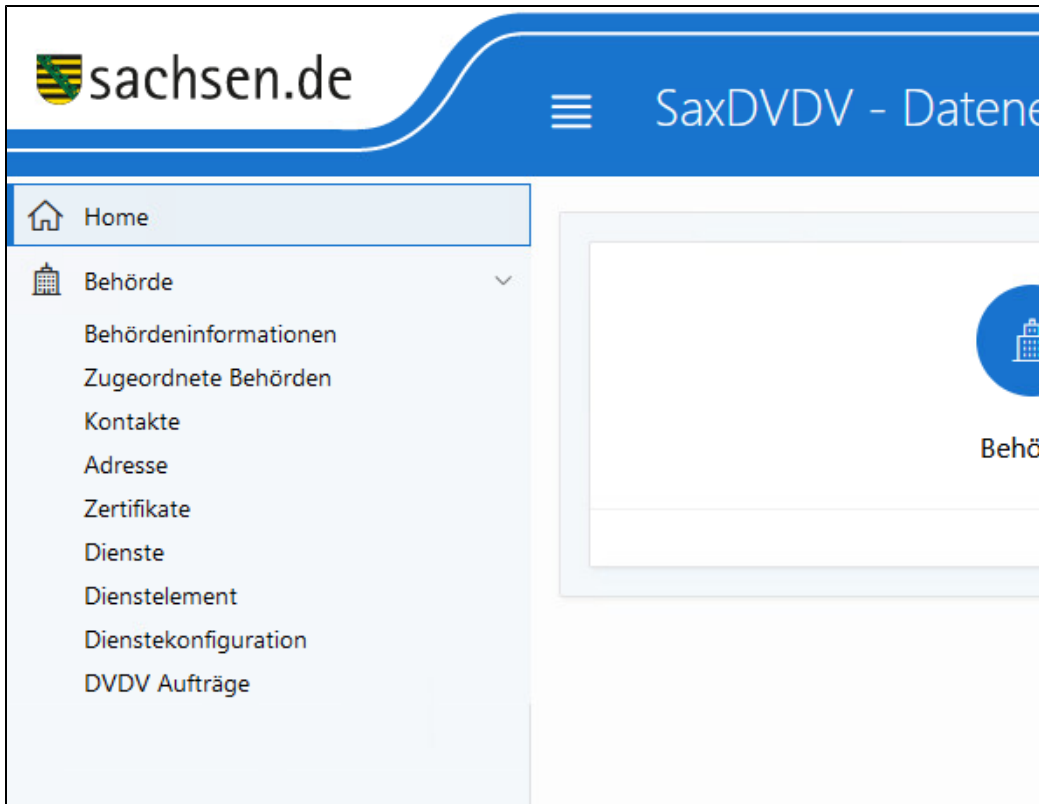 sachsen.de
SaxDVDV - Datene
Home
Behörde
Behördeninformationen
Zugeordnete Behörden
Kontakte
Adresse
Zertifikate
Dienste
Dienstelement
Dienstekonfiguration
DVDV Aufträge
Behö